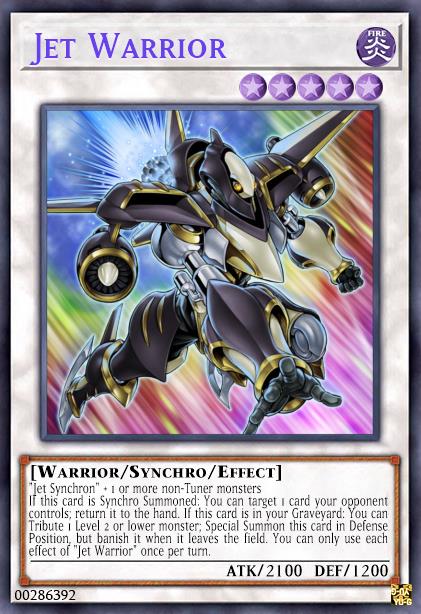 JET WARRIOR
FIRE
炎
[WARRIOR/SYNCHRO/EFFECT]
"Jet Synchron" + 1 or more non-Tuner monsters
If this card is Synchro Summoned: You can target 1 card your opponent
controls; return it to the hand. If this card is in your Graveyard: You can
Tribute 1 Level 2 or lower monster; Special Summon this card in Defense
Position, but banish it when it leaves the field. You can only use each
effect of "Jet Warrior" once per turn.
ATK/2100 DEF/1200
00286392